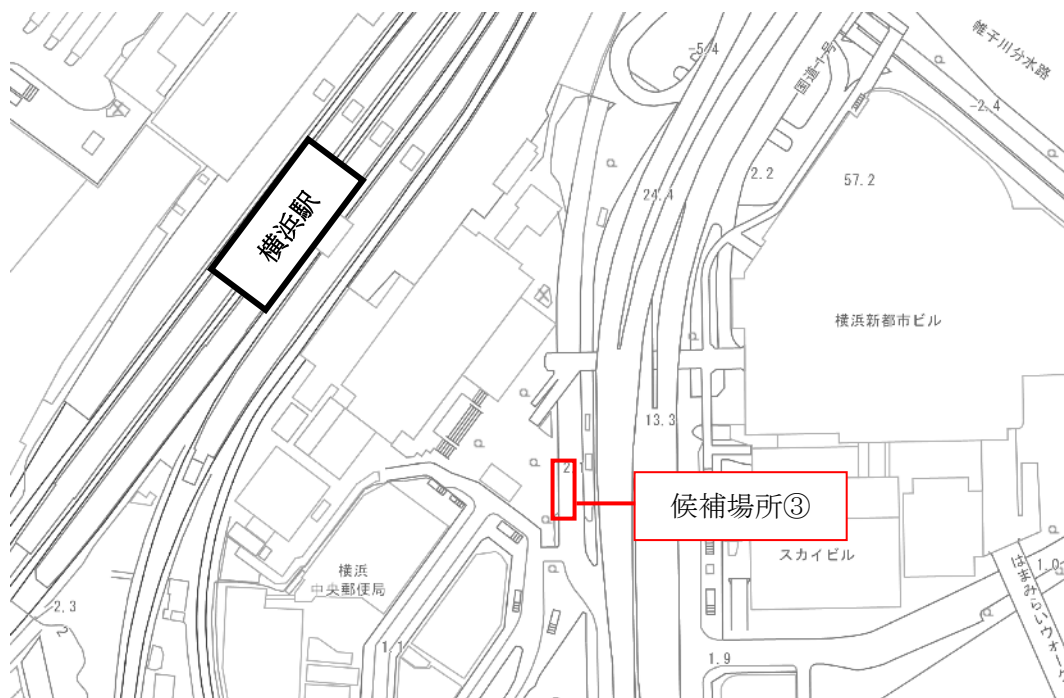 -5.4
国道1号
帷子川分水路
-2.4
2.2
57.2
24.4
横浜駅
横浜新都市ビル
13.3
2
候補場所③
スカイビル
横浜
中央郵便局
-2.3
2
1.1
1.9
1.0
はまみらいウォーク